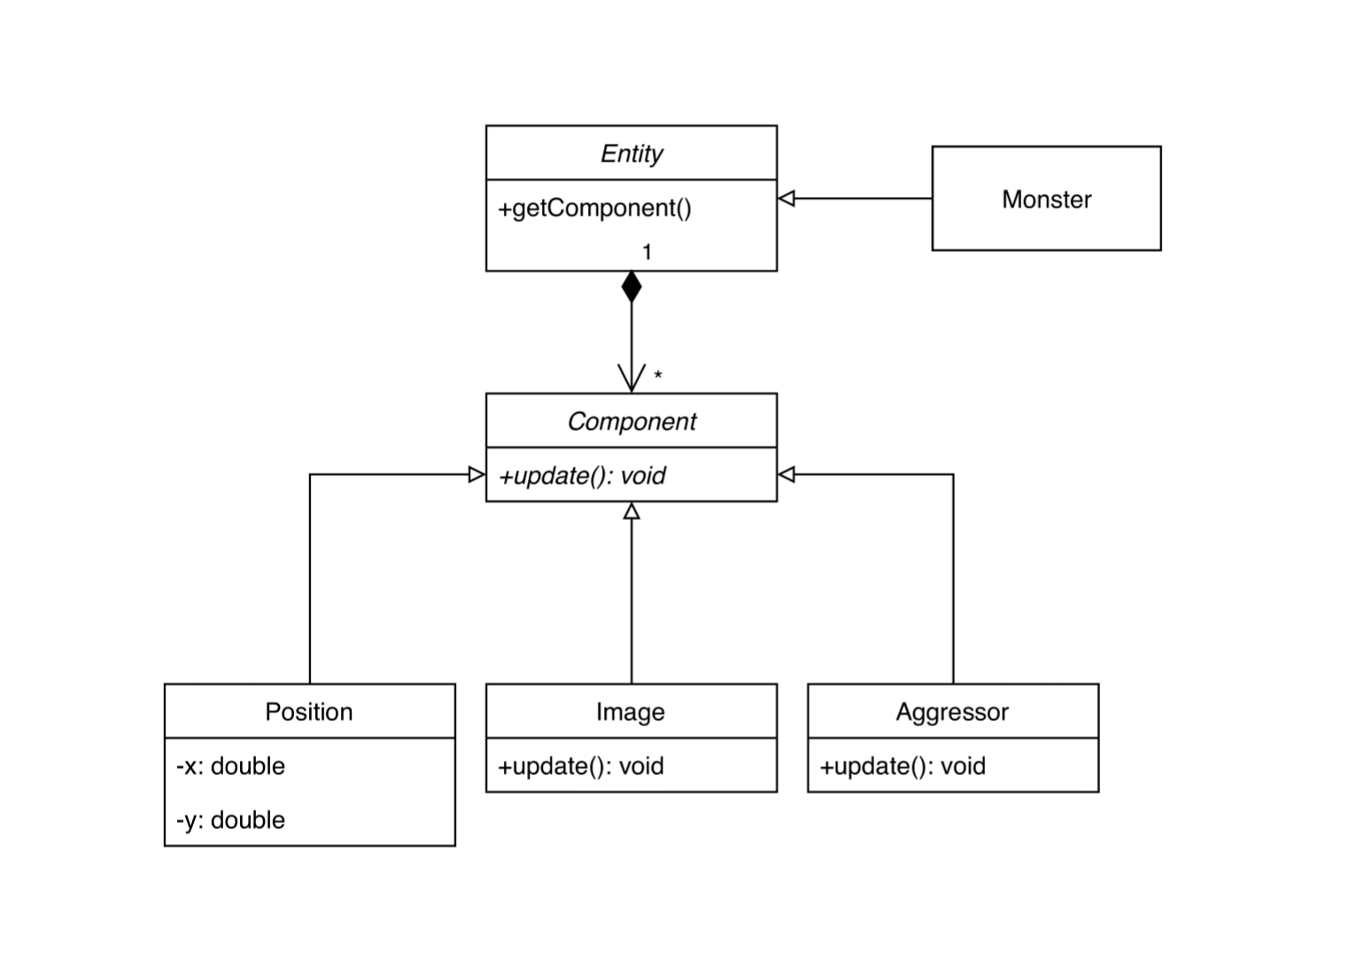 Entity
+getComponent()
1
Monster
*
Component
+update(): void
Position
-x: double
-y: double
Image
+update(): void
Aggressor
+update(): void